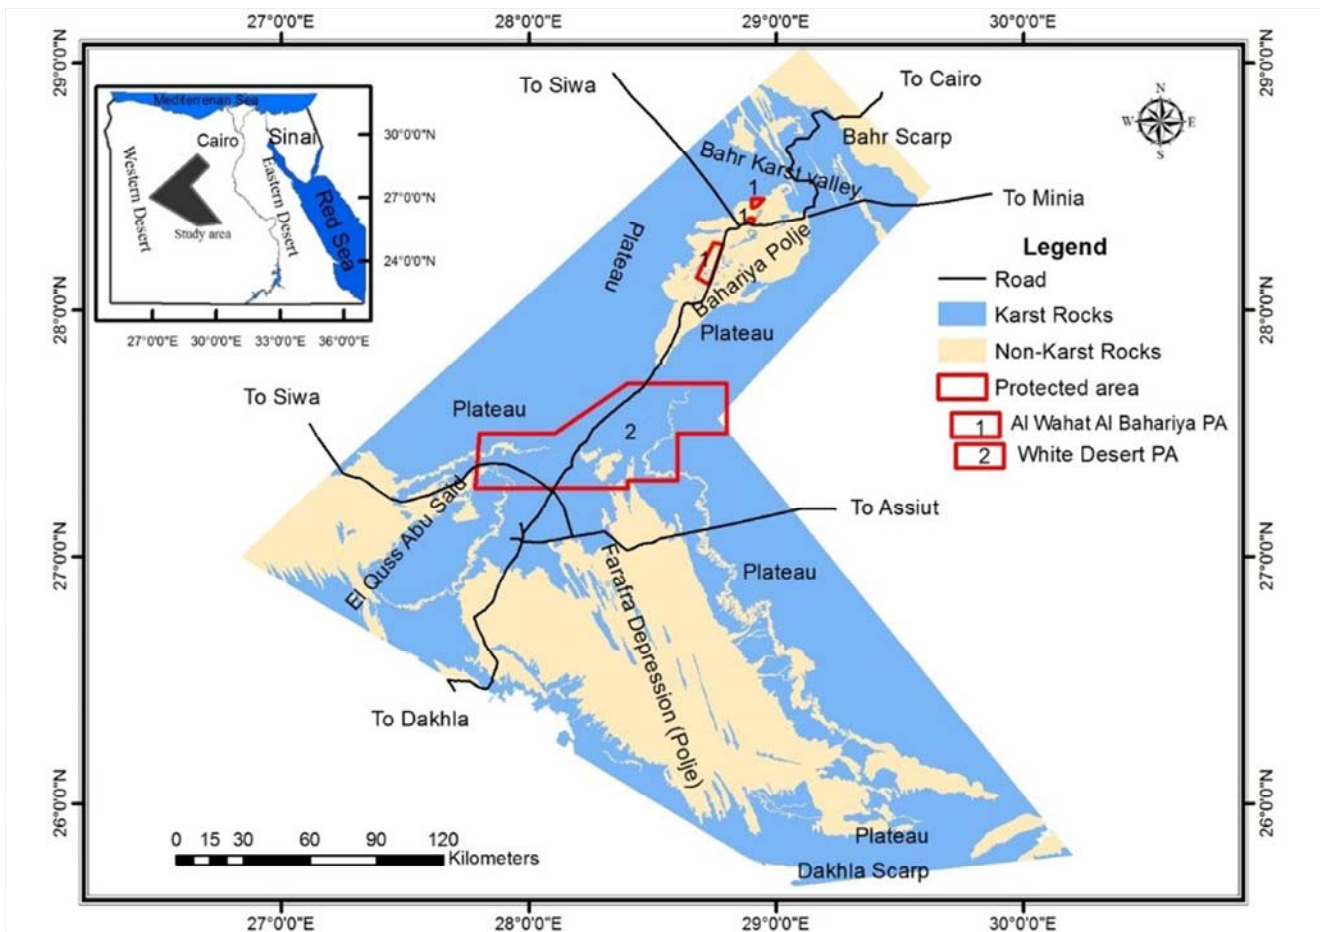 27°0'0"E 28°0'0"E 29°0'0"E 30°0'0"E
29°0'0"N
28°0'0"N
27°0'0"N
26°0'0"N
Mediterrenan Sea
Cairo
Sinai
Western Desert
Eastern Desert
Red Sea
Study area
30°0'0"N
27°0'0"N
24°0'0"N
27°0'0"E 30°0'0"E 33°0'0"E 36°0'0"E
To Siwa
To Cairo
Bahr Scarp
Bahr Karst valley
To Minia
1
1
1
Plateau
Bahariya Polje
Plateau
N
W E
S
Legend
Road
Karst Rocks
Non-Karst Rocks
Protected area
1 Al Wahat Al Bahariya PA
2 White Desert PA
To Siwa
Plateau
2
El Quss Abu Said
To Assiut
Plateau
Farafra Depression (Polje)
To Dakhla
Plateau
Dakhla Scarp
0 15 30 60 90 120
Kilometers
29°0'0"N
28°0'0"N
27°0'0"N
26°0'0"N
27°0'0"E 28°0'0"E 29°0'0"E 30°0'0"E